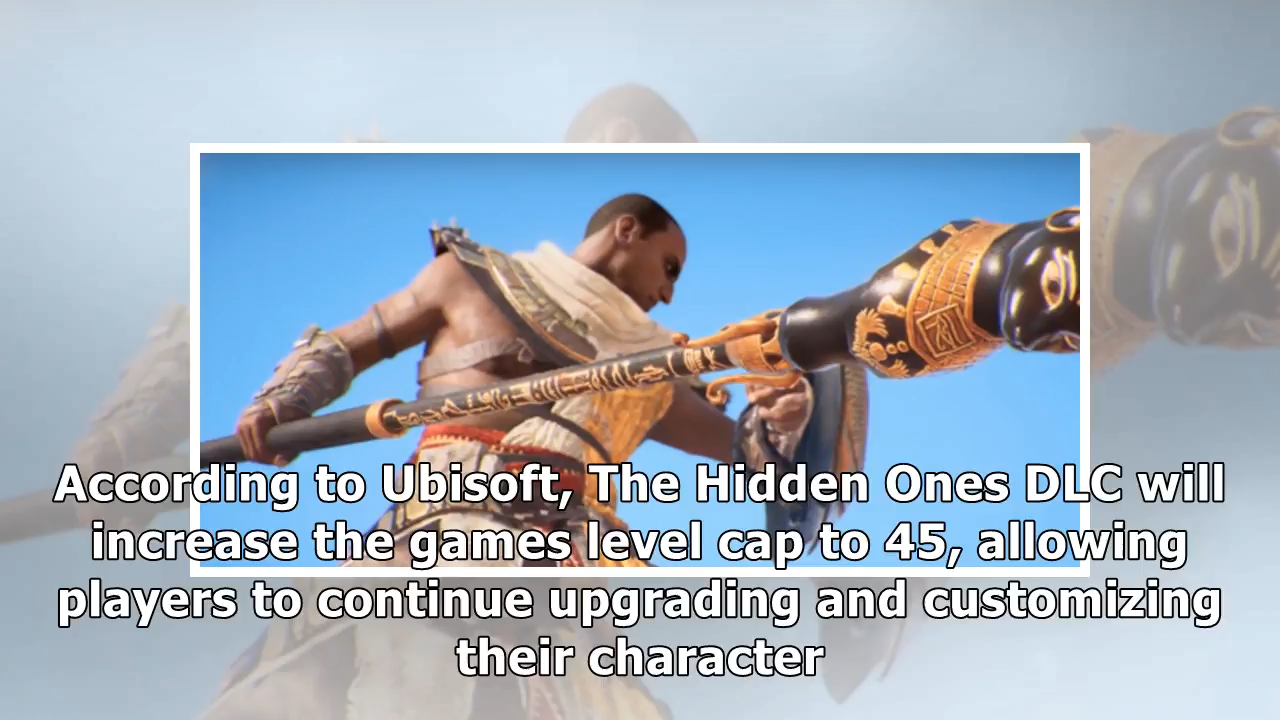 According to Ubisoft, The Hidden Ones DLC will
increase the games level cap to 45, allowing
players to continue upgrading and customizing
their character